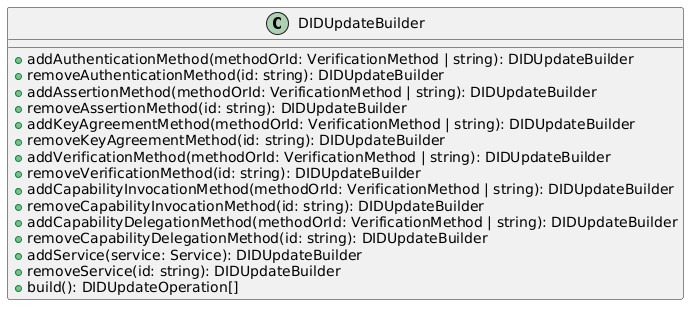 C DIDUpdateBuilder
addAuthenticationMethod(methodOrId: VerificationMethod | string): DIDUpdateBuilder
removeAuthenticationMethod(id: string): DIDUpdateBuilder
addAssertionMethod(methodOrId: VerificationMethod | string): DIDUpdateBuilder
removeAssertionMethod(id: string): DIDUpdateBuilder
addKeyAgreementMethod(methodOrId: VerificationMethod | string): DIDUpdateBuilder
removeKeyAgreementMethod(id: string): DIDUpdateBuilder
addVerificationMethod(methodOrId: VerificationMethod | string): DIDUpdateBuilder
removeVerificationMethod(id: string): DIDUpdateBuilder
addCapabilityInvocationMethod(methodOrId: VerificationMethod | string): DIDUpdateBuilder
removeCapabilityInvocationMethod(id: string): DIDUpdateBuilder
addCapabilityDelegationMethod(methodOrId: VerificationMethod | string): DIDUpdateBuilder
removeCapabilityDelegationMethod(id: string): DIDUpdateBuilder
addService(service: Service): DIDUpdateBuilder
removeService(id: string): DIDUpdateBuilder
build(): DIDUpdateOperation[]